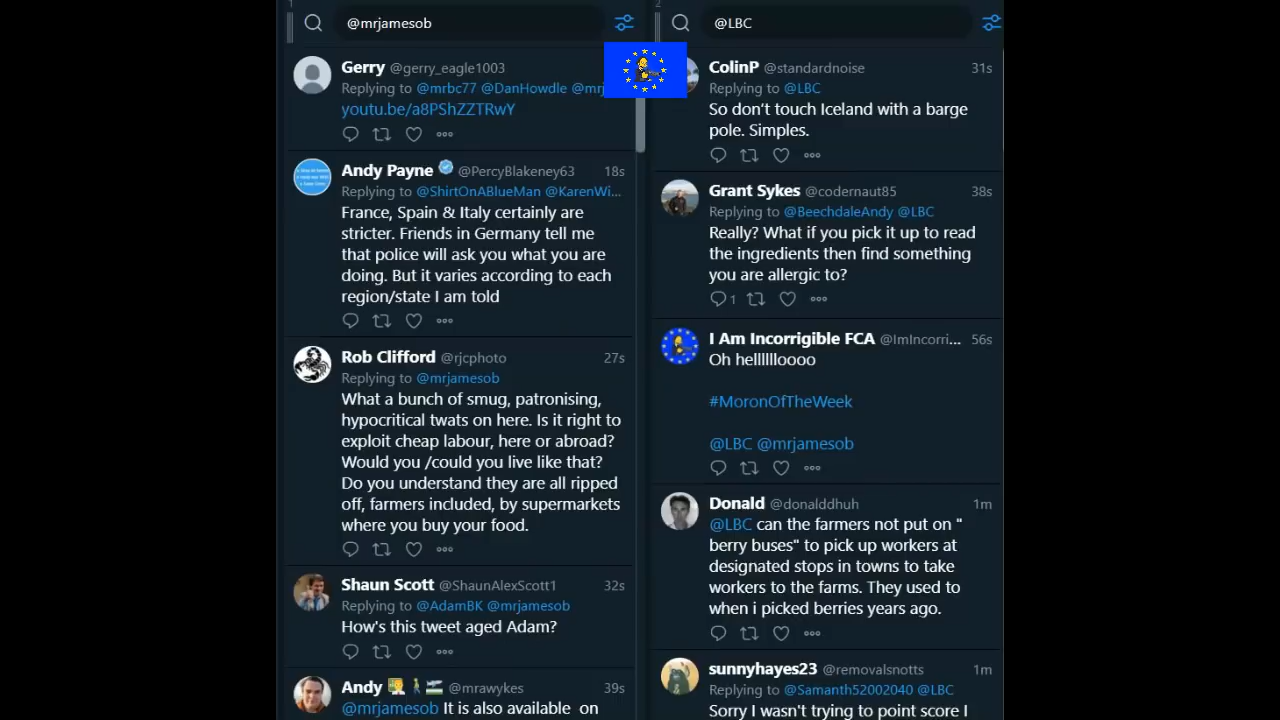 1
@mrjamesob
Gerry @gerry_eagle1003
Replying to @mrbc77 @DanHowdle @mrj
youtu.be/a8PShZZTRwY
Andy Payne @PercyBlakeney63 18s
Replying to @ShirtOnABlueMan @KarenWi...
France, Spain & Italy certainly are
stricter. Friends in Germany tell me
that police will ask you what you are
doing. But it varies according to each
region/state I am told
Rob Clifford @rjcphoto 27s
Replying to @mrjamesob
What a bunch of smug, patronising,
hypocritical twats on here. Is it right to
exploit cheap labour, here or abroad?
Would you /could you live like that?
Do you understand they are all ripped
off, farmers included, by supermarkets
where you buy your food.
Shaun Scott @ShaunAlexScott1 32s
Replying to @AdamBK @mrjamesob
How's this tweet aged Adam?
Andy @mrawykes 39s
@mrjamesob It is also available on
2
@LBC
ColinP @standardnoise 31s
Replying to @LBC
So don't touch Iceland with a barge
pole. Simples.
Grant Sykes @codernaut85 38s
Replying to @BeechdaleAndy @LBC
Really? What if you pick it up to read
the ingredients then find something
you are allergic to?
1
I Am Incorrigible FCA @ImIncorri... 56s
Oh helllllloooo
#MoronOfTheWeek
@LBC @mrjamesob
Donald @donalddhuh 1m
@LBC can the farmers not put on "
berry buses" to pick up workers at
designated stops in towns to take
workers to the farms. They used to
when i picked berries years ago.
sunnyhayes23 @removalsnotts 1m
Replying to @Samanth52002040 @LBC
Sorry I wasn't trying to point score I